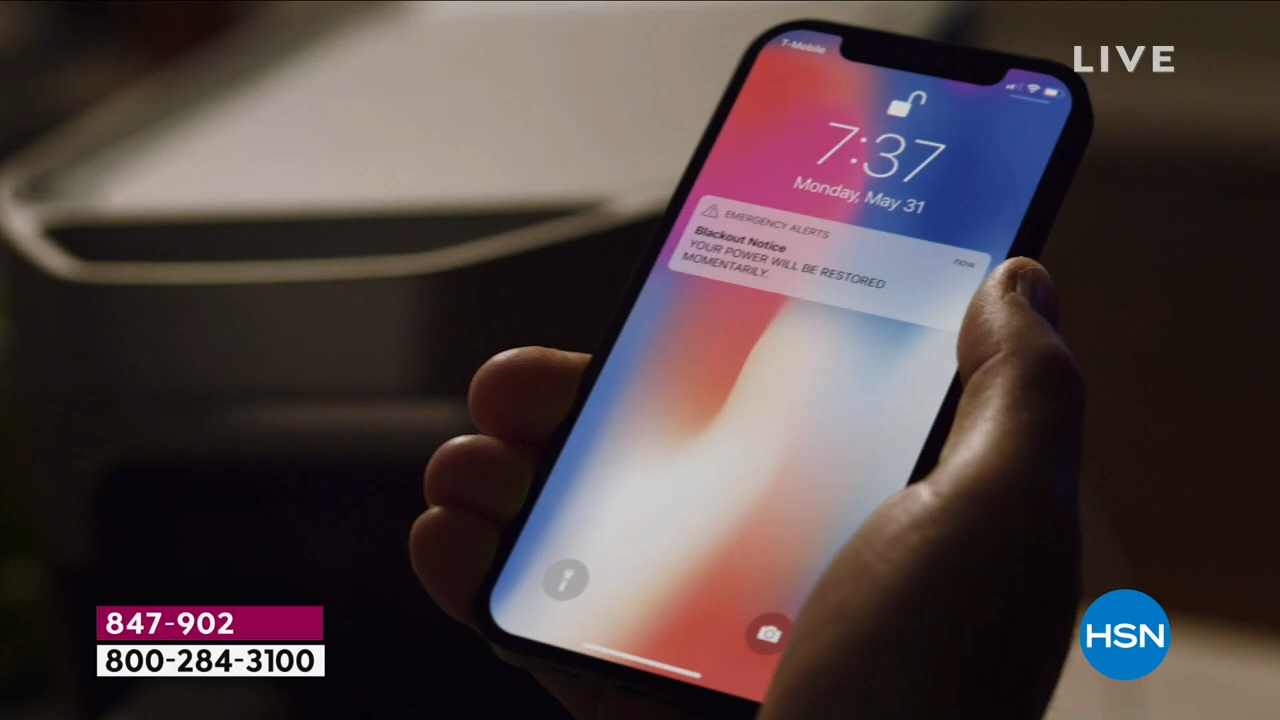 T-Mobile
LIVE
7:37
Monday, May 31
EMERGENCY ALERTS
now
Blackout Notice
YOUR POWER WILL BE RESTORED
MOMENTARILY.
847-902
800-284-3100
HSN